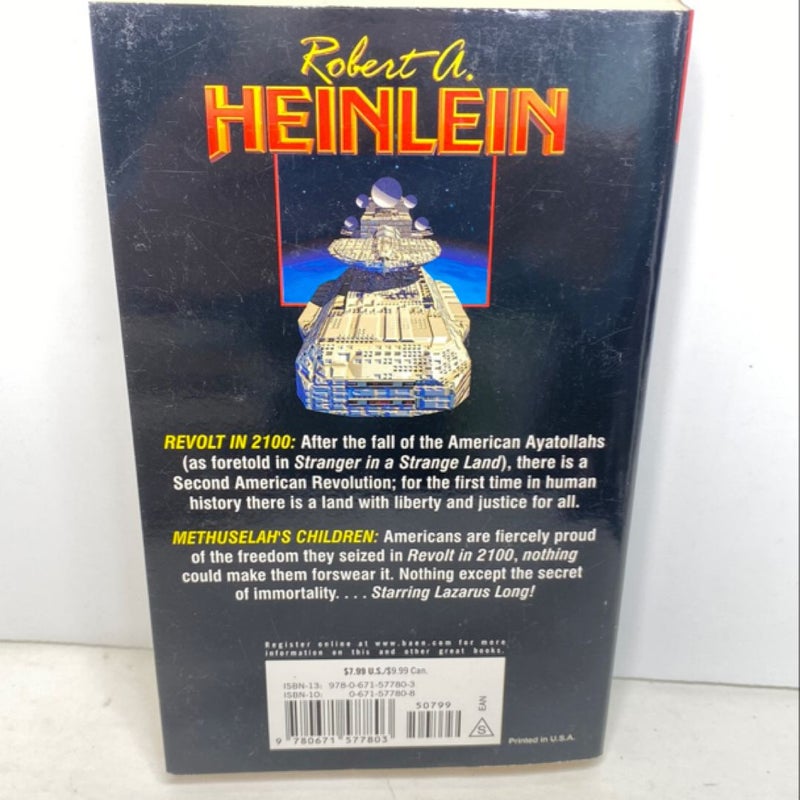 Robert A.
HEINLEIN
REVOLT IN 2100: After the fall of the American Ayatollahs
(as foretold in Stranger in a Strange Land), there is a
Second American Revolution; for the first time in human
history there is a land with liberty and justice for all.
METHUSELAH'S CHILDREN: Americans are fiercely proud
of the freedom they seized in Revolt in 2100, nothing
could make them forswear it. Nothing except the secret
of immortality. . . . Starring Lazarus Long!
Register online at www.baen.com for more
information on this and other great books.
$7.99 U.S./$9.99 Can.
ISBN-13: 978-0-671-57780-3
ISBN-10: 0-671-57780-8
50799
EAN
S
9 780671 577803
Printed in U.S.A.